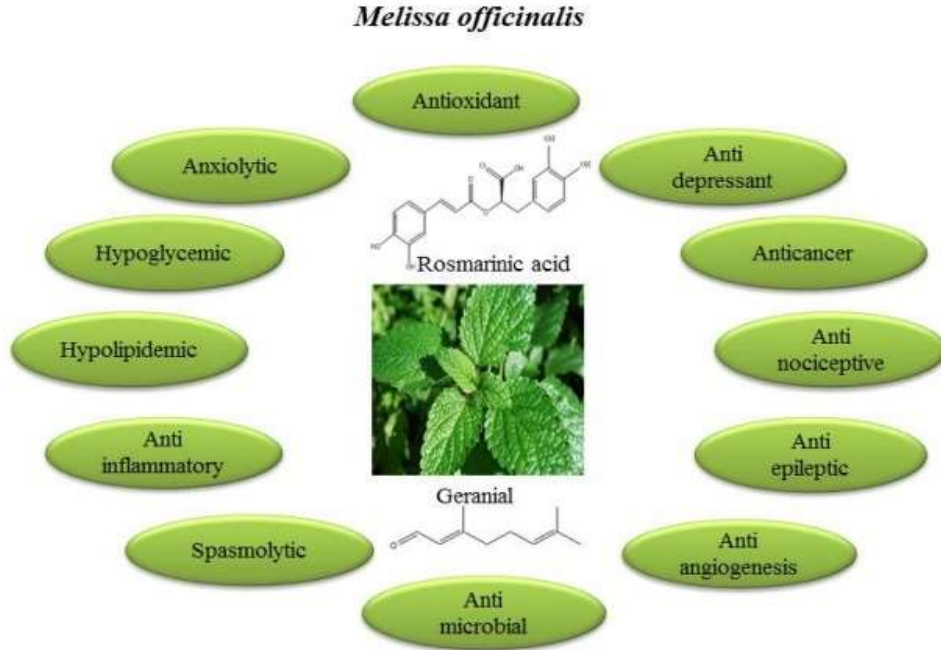 Melissa officinalis
Antioxidant
Anxiolytic
Anti
depressant
Hypoglycemic
Anticancer
Rosmarinic acid
Hypolipidemic
Anti
nociceptive
Anti
inflammatory
Anti
epileptic
Geranial
Spasmolytic
Anti
angiogenesis
Anti
microbial